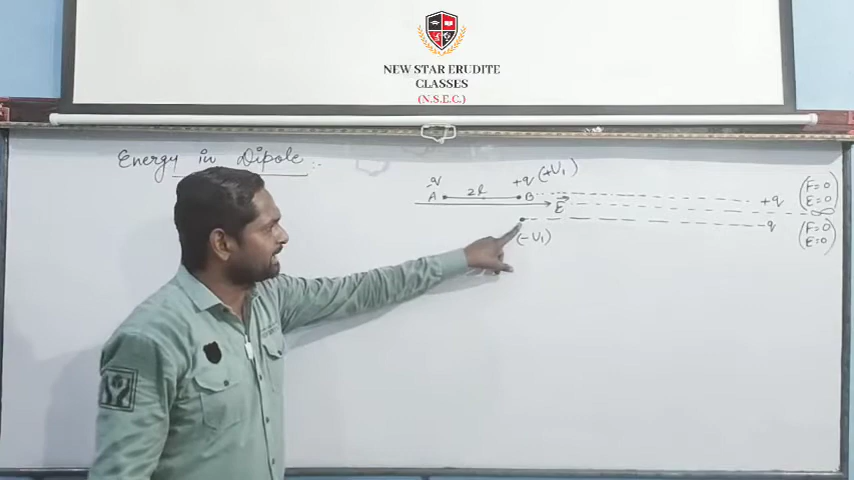 NEW STAR ERUDITE
CLASSES
(N.S.E.C.)
Energy in Dipole :-
-q 2l +q (+U₁)
A B
E⃗
(-U₁)
+q (F=0
E=0)
∞
-q (F=0
E=0)